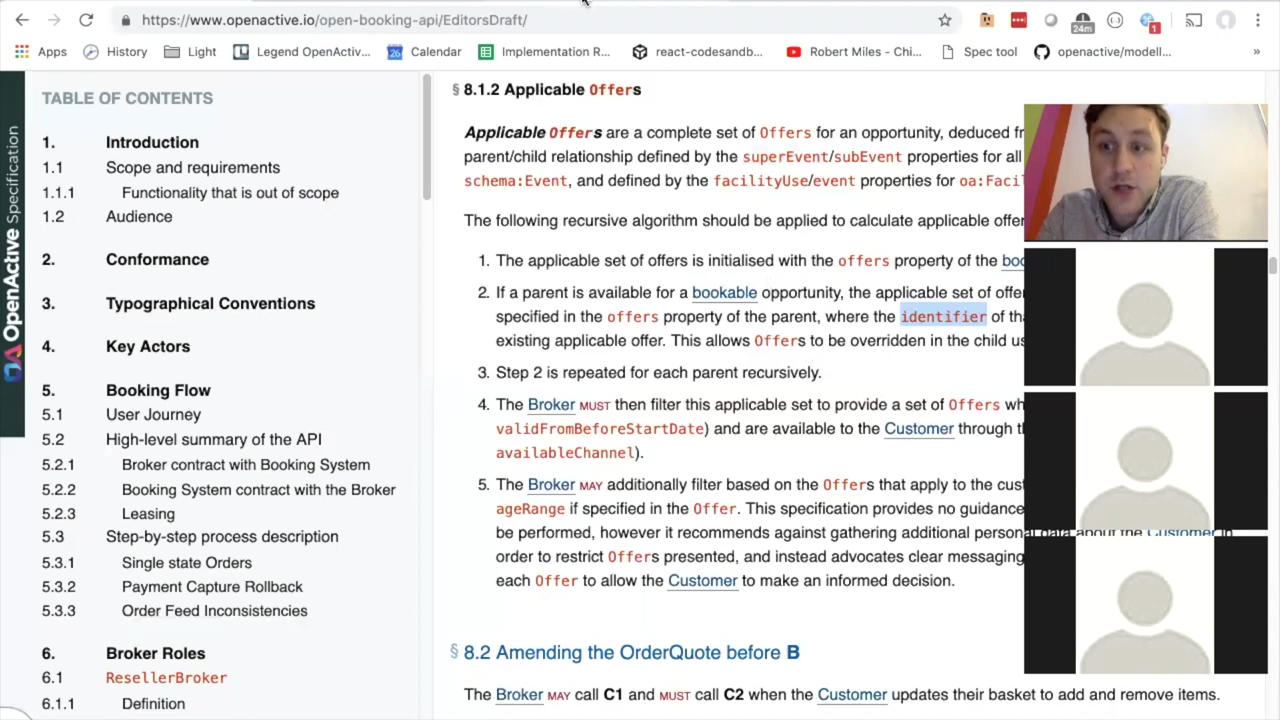 https://www.openactive.io/open-booking-api/EditorsDraft/
24m
1
Apps
History
Light
Legend OpenActiv...
26
Calendar
Implementation R...
react-codesandb...
Robert Miles - Chi...
Spec tool
openactive/modell...
»
OpenActive Specification
TABLE OF CONTENTS
1. Introduction
1.1 Scope and requirements
1.1.1 Functionality that is out of scope
1.2 Audience
2. Conformance
3. Typographical Conventions
4. Key Actors
5. Booking Flow
5.1 User Journey
5.2 High-level summary of the API
5.2.1 Broker contract with Booking System
5.2.2 Booking System contract with the Broker
5.2.3 Leasing
5.3 Step-by-step process description
5.3.1 Single state Orders
5.3.2 Payment Capture Rollback
5.3.3 Order Feed Inconsistencies
6. Broker Roles
6.1 ResellerBroker
6.1.1 Definition
§ 8.1.2 Applicable Offers
Applicable Offers are a complete set of Offers for an opportunity, deduced
parent/child relationship defined by the superEvent/subEvent properties for all
schema:Event, and defined by the facilityUse/event properties for oa:Faci
The following recursive algorithm should be applied to calculate applicable offer
1. The applicable set of offers is initialised with the offers property of the boo
2. If a parent is available for a bookable opportunity, the applicable set of offer
specified in the offers property of the parent, where the identifier of
existing applicable offer. This allows Offers to be overridden in the child
3. Step 2 is repeated for each parent recursively.
4. The Broker MUST then filter this applicable set to provide a set of Offers
validFromBeforeStartDate) and are available to the Customer through
availableChannel).
5. The Broker MAY additionally filter based on the Offers that apply to the
ageRange if specified in the Offer. This specification provides no guidance
be performed, however it recommends against gathering additional personal data about the Customer in
order to restrict Offers presented, and instead advocates clear messaging
each Offer to allow the Customer to make an informed decision.
§ 8.2 Amending the OrderQuote before B
The Broker MAY call C1 and MUST call C2 when the Customer updates their basket to add and remove items.